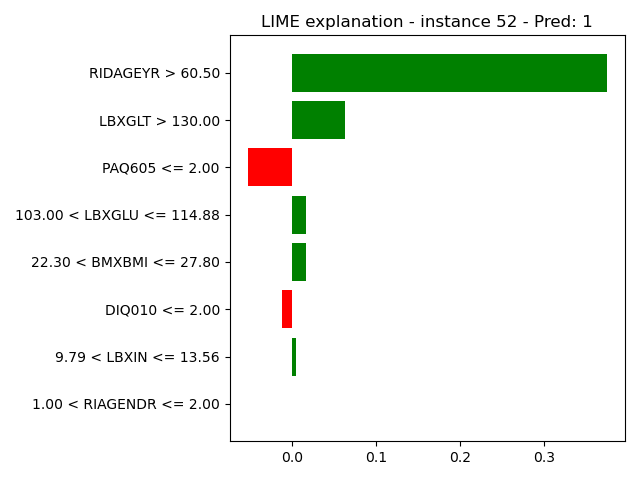 LIME explanation - instance 52 - Pred: 1
RIDAGEYR > 60.50
LBXGLT > 130.00
PAQ605 <= 2.00
103.00 < LBXGLU <= 114.88
22.30 < BMXBMI <= 27.80
DIQ010 <= 2.00
9.79 < LBXIN <= 13.56
1.00 < RIAGENDR <= 2.00
0.0 0.1 0.2 0.3